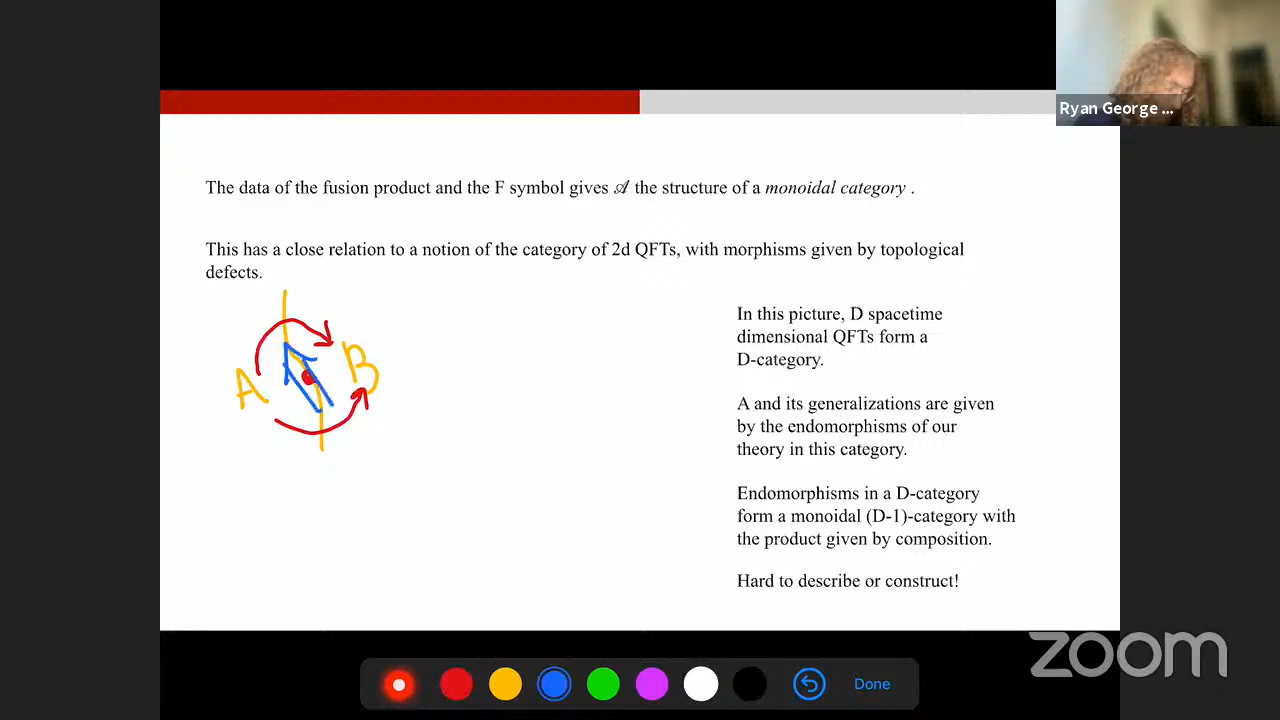 Ryan George ...
The data of the fusion product and the F symbol gives 𝒜 the structure of a monoidal category .
This has a close relation to a notion of the category of 2d QFTs, with morphisms given by topological
defects.
A
B
In this picture, D spacetime
dimensional QFTs form a
D-category.
A and its generalizations are given
by the endomorphisms of our
theory in this category.
Endomorphisms in a D-category
form a monoidal (D-1)-category with
the product given by composition.
Hard to describe or construct!
zoom
Done